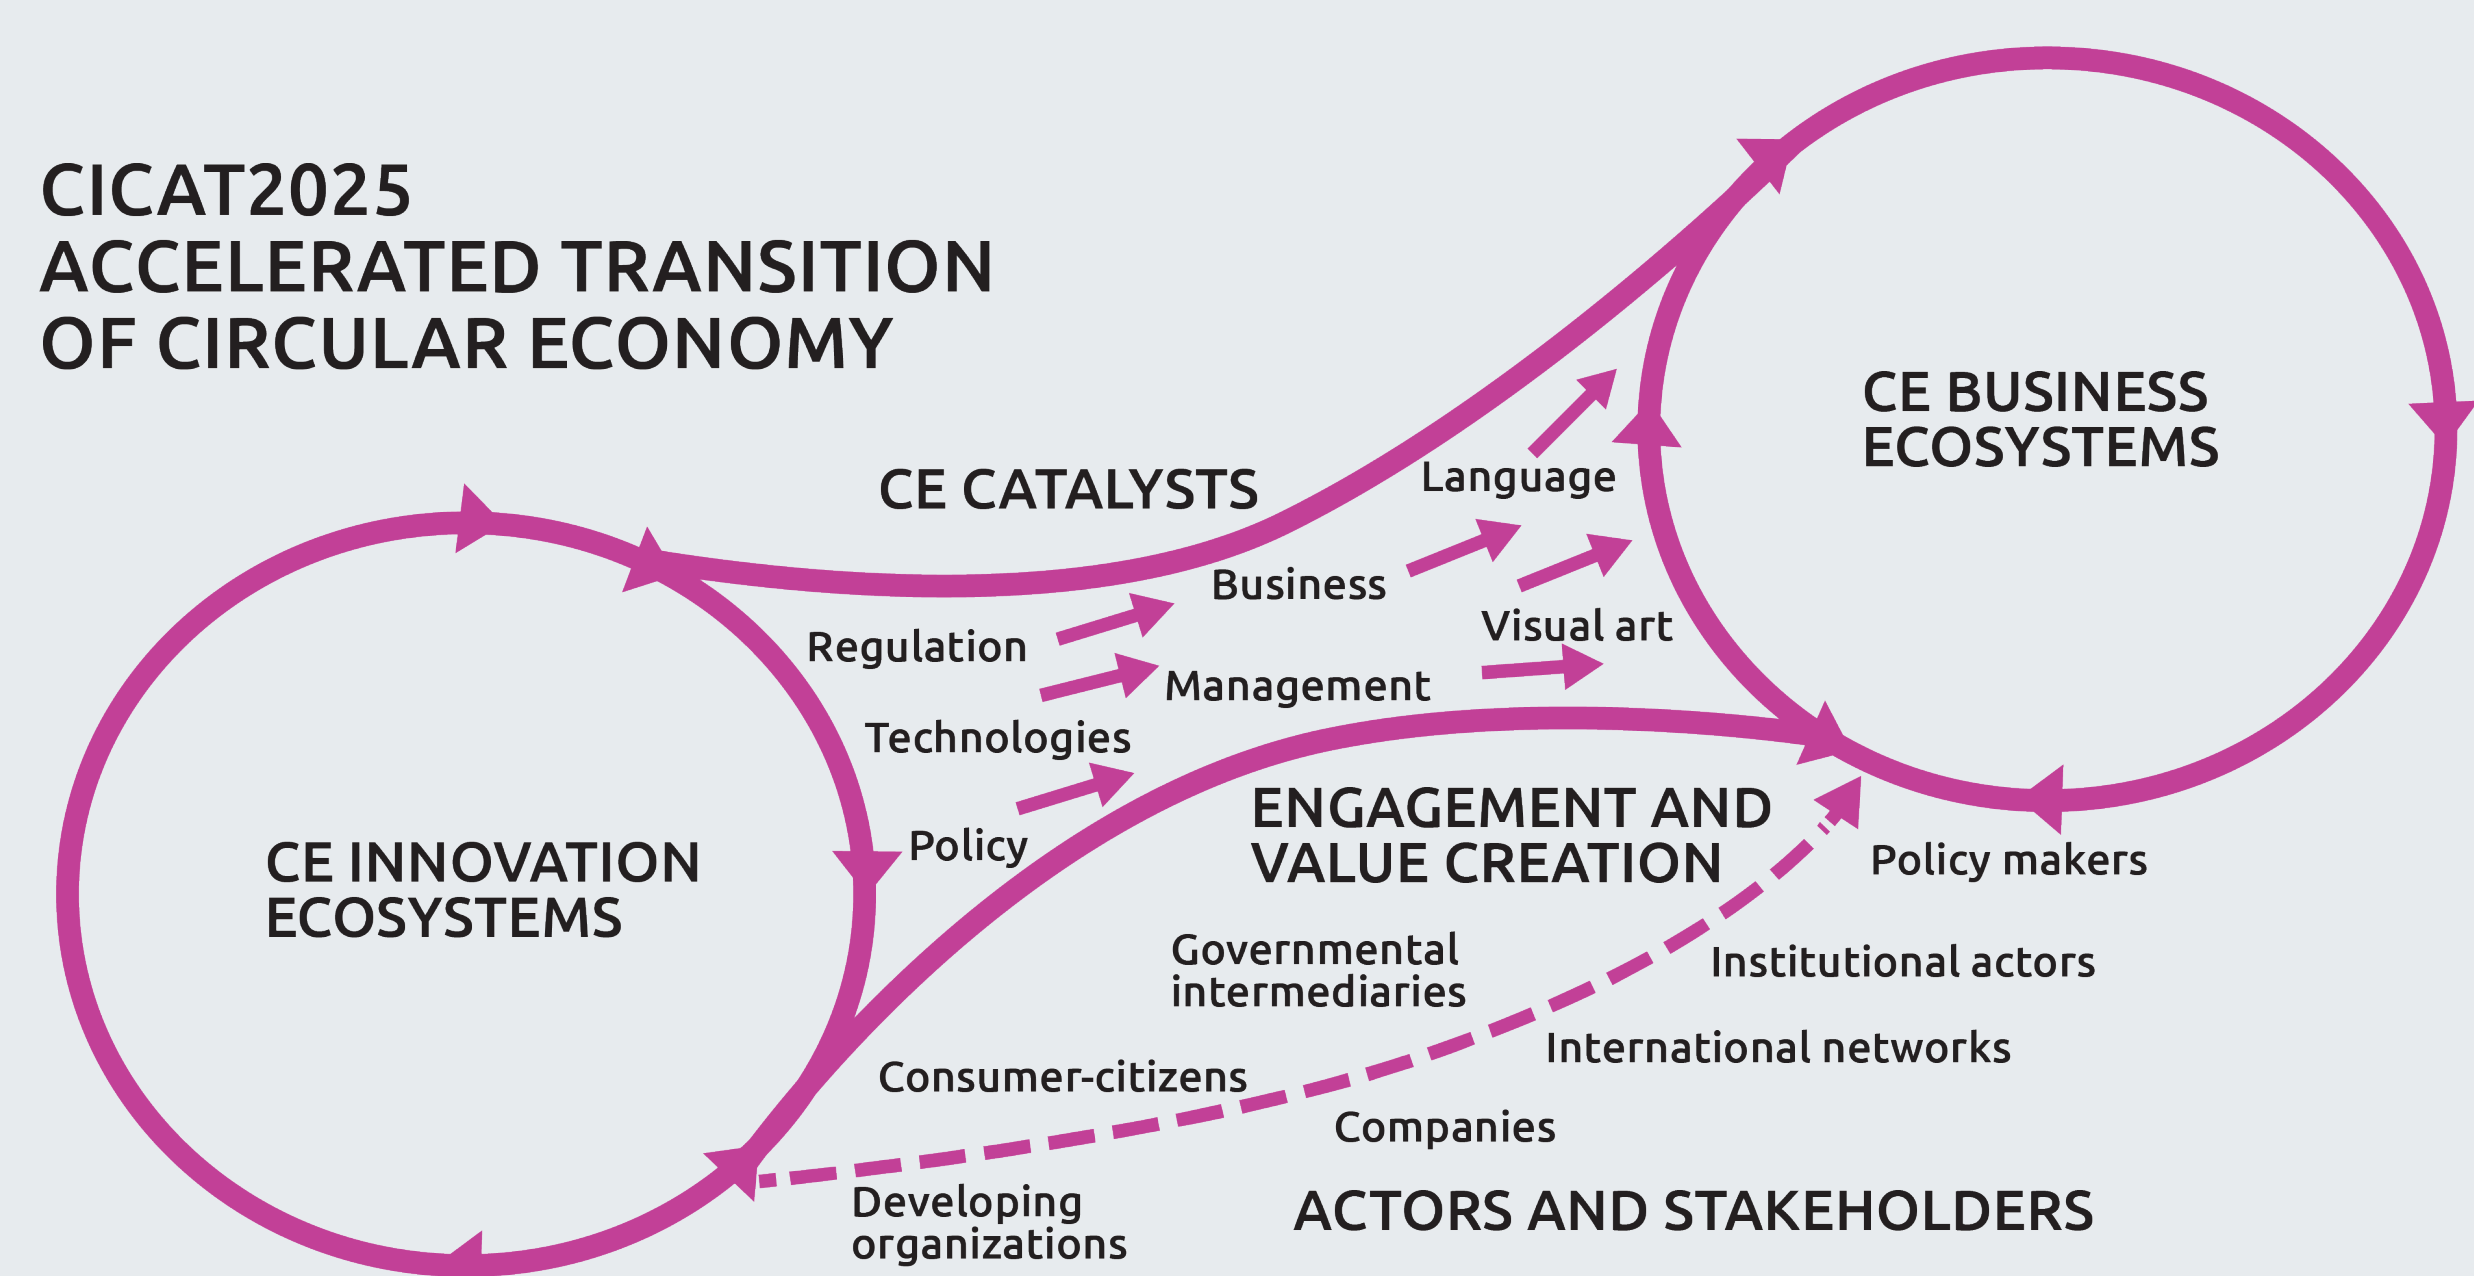 CICAT2025
ACCELERATED TRANSITION
OF CIRCULAR ECONOMY
CE BUSINESS
ECOSYSTEMS
CE CATALYSTS
Language
Business
Visual art
Regulation
Management
Technologies
Policy
CE INNOVATION
ECOSYSTEMS
ENGAGEMENT AND
VALUE CREATION
Policy makers
Governmental
intermediaries
Institutional actors
International networks
Consumer-citizens
Companies
Developing
organizations
ACTORS AND STAKEHOLDERS